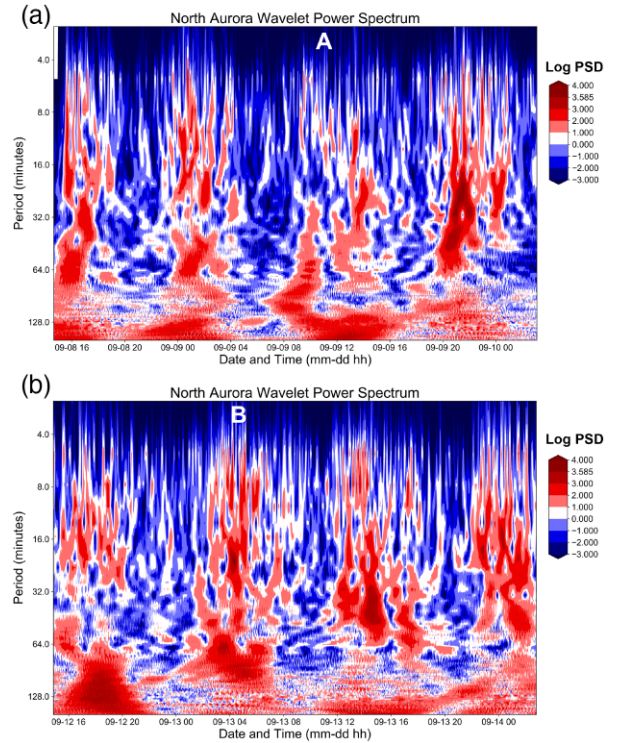 (a)
North Aurora Wavelet Power Spectrum
A
Log PSD
4.000
3.585
3.000
2.000
1.000
0.000
-1.000
-2.000
-3.000
Period (minutes)
4.0
8.0
16.0
32.0
64.0
128.0
09-08 16 09-08 20 09-09 00 09-09 04 09-09 08 09-09 12 09-09 16 09-09 20 09-10 00
Date and Time (mm-dd hh)
(b)
North Aurora Wavelet Power Spectrum
B
Log PSD
4.000
3.585
3.000
2.000
1.000
0.000
-1.000
-2.000
-3.000
Period (minutes)
4.0
8.0
16.0
32.0
64.0
128.0
09-12 16 09-12 20 09-13 00 09-13 04 09-13 08 09-13 12 09-13 16 09-13 20 09-14 00
Date and Time (mm-dd hh)